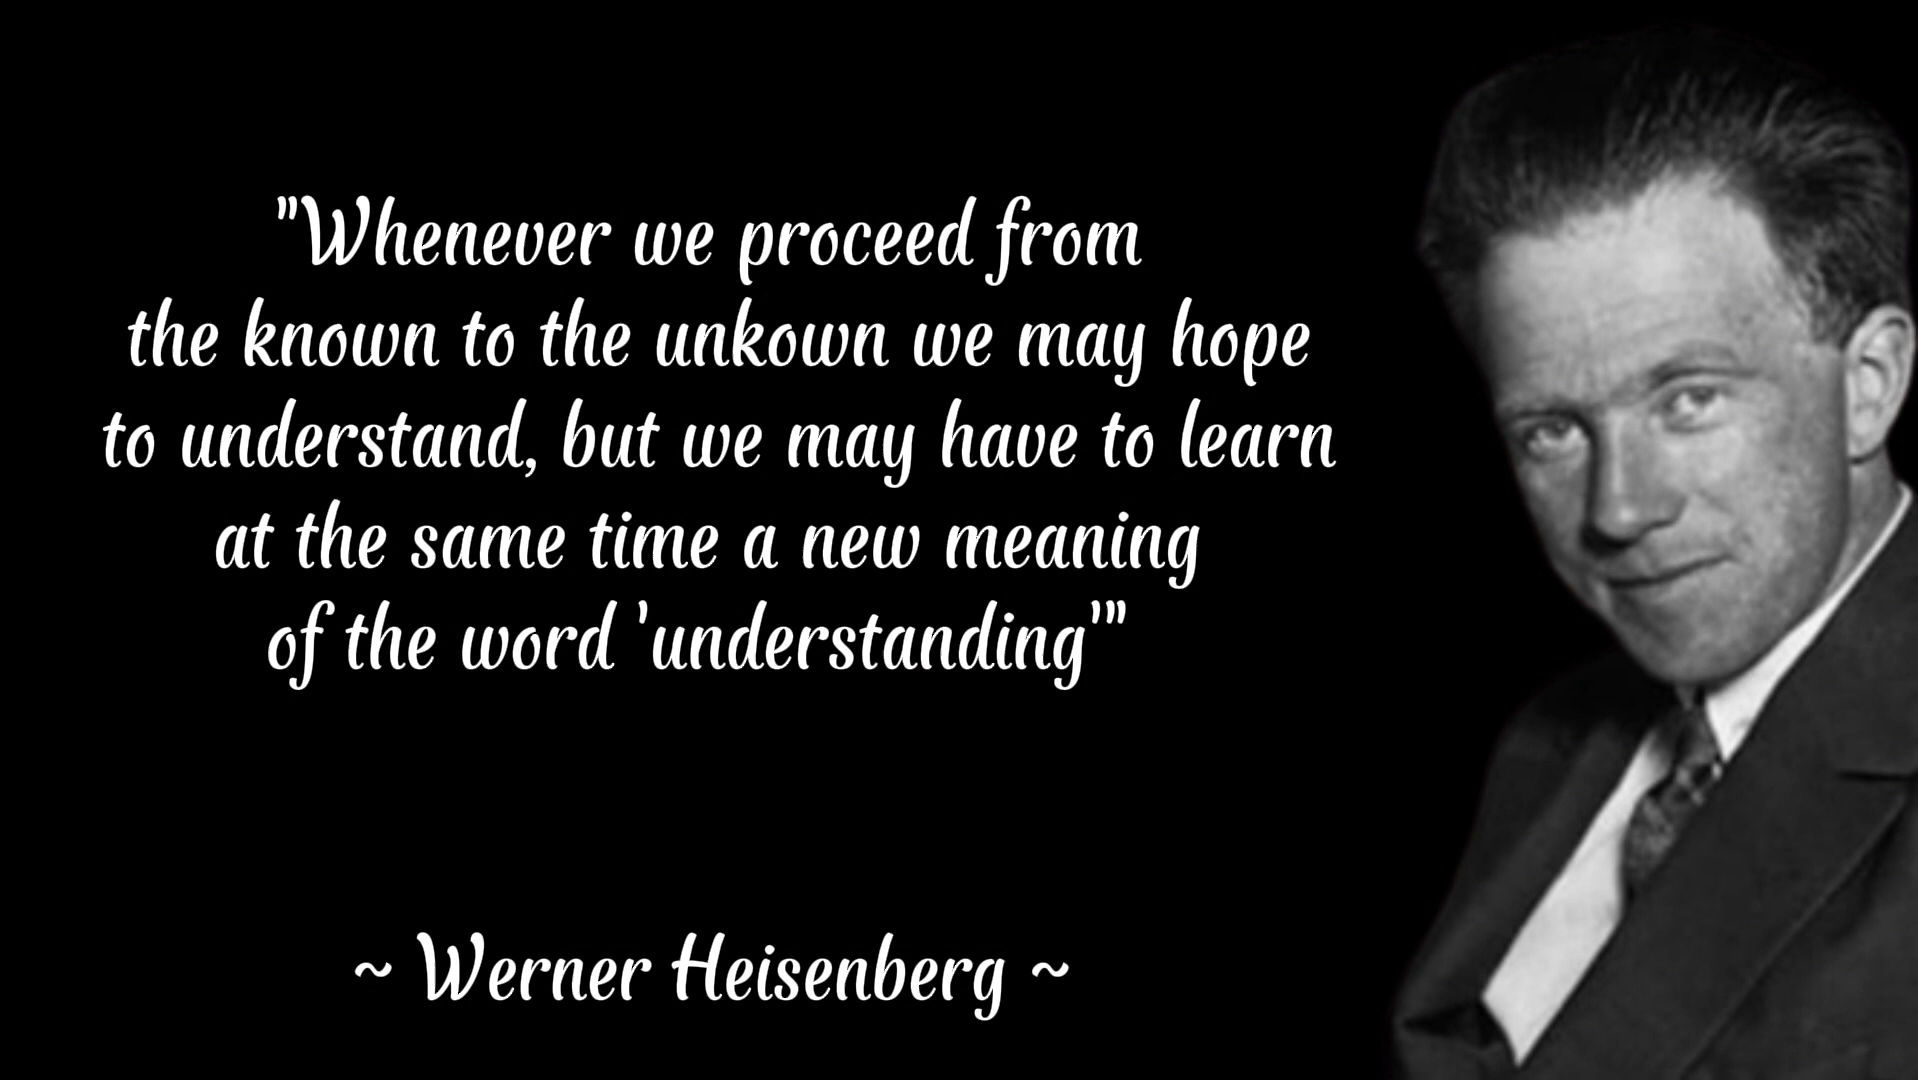 "Whenever we proceed from
the known to the unkown we may hope
to understand, but we may have to learn
at the same time a new meaning
of the word 'understanding'"
~ Werner Heisenberg ~